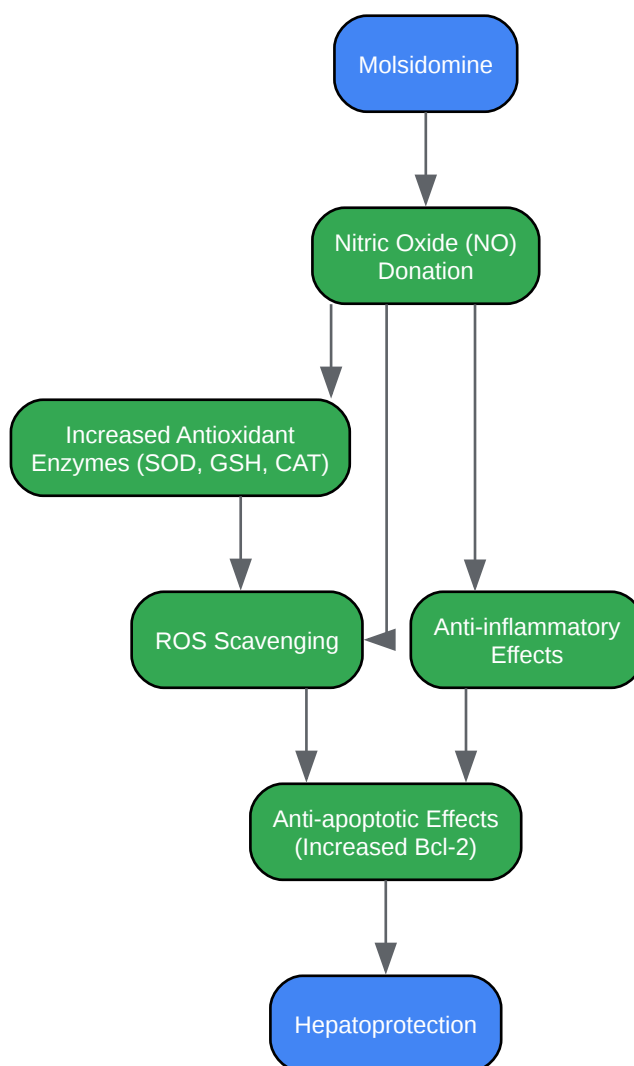 Molsidomine
Nitric Oxide (NO)
Donation
Increased Antioxidant
Enzymes (SOD, GSH, CAT)
ROS Scavenging
Anti-inflammatory
Effects
Anti-apoptotic Effects
(Increased Bcl-2)
Hepatoprotection